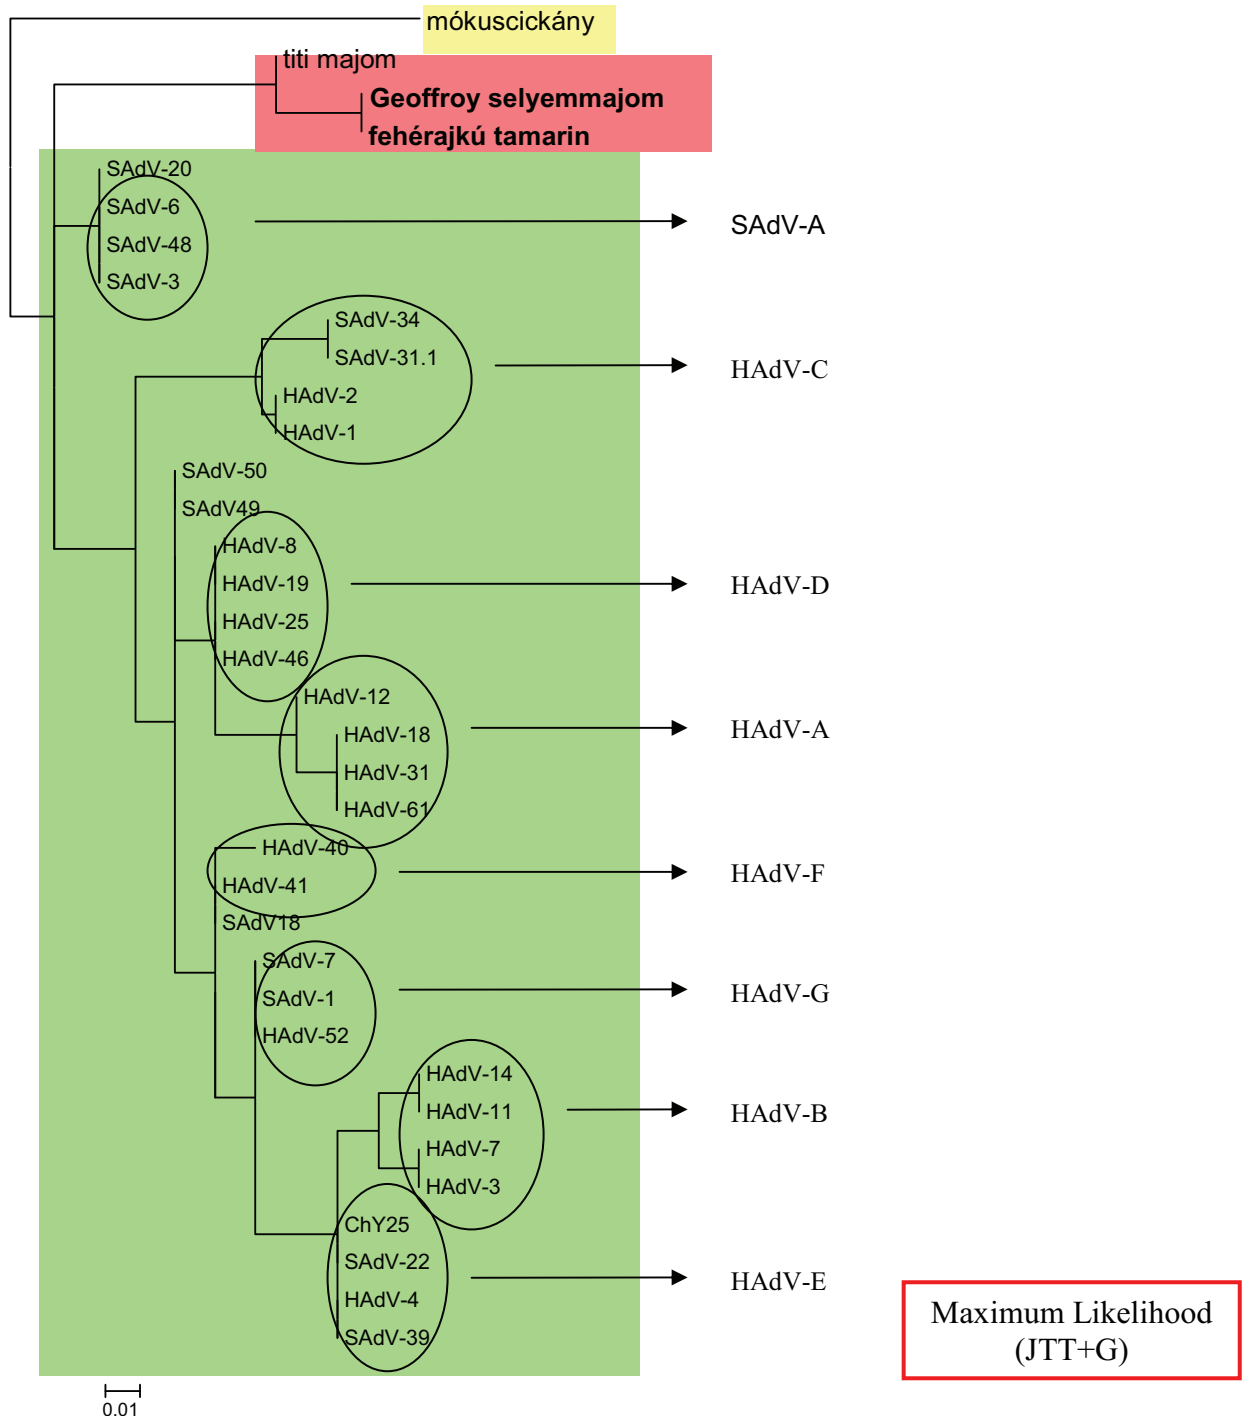 mókuscickány
titi majom
Geoffroy selyemmajom
fehérajkú tamarin
SAdV-20
SAdV-6
SAdV-48
SAdV-3
SAdV-A
SAdV-34
SAdV-31.1
HAdV-2
HAdV-1
HAdV-C
SAdV-50
SAdV49
HAdV-8
HAdV-19
HAdV-25
HAdV-46
HAdV-D
HAdV-12
HAdV-18
HAdV-31
HAdV-61
HAdV-A
HAdV-40
HAdV-41
HAdV-F
SAdV18
SAdV-7
SAdV-1
HAdV-52
HAdV-G
HAdV-14
HAdV-11
HAdV-7
HAdV-3
HAdV-B
ChY25
SAdV-22
HAdV-4
SAdV-39
HAdV-E
Maximum Likelihood
(JTT+G)
0.01